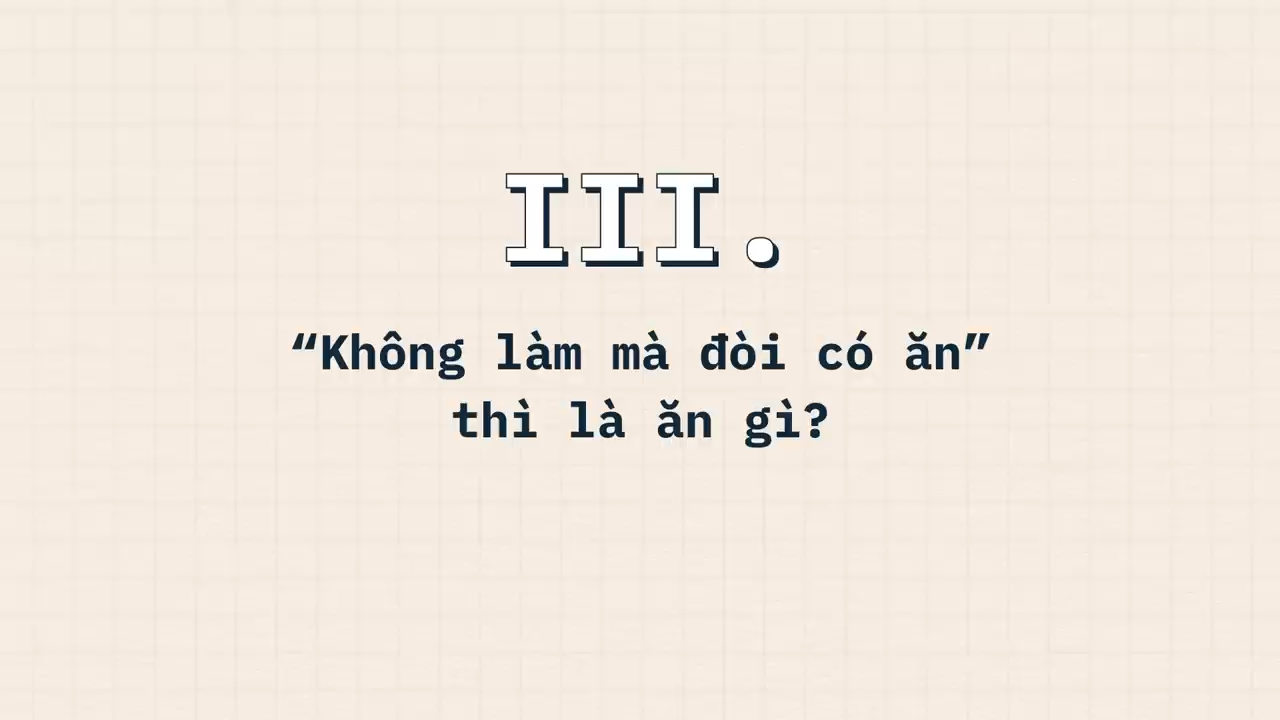 III.
“Không làm mà đòi có ăn”
thì là ăn gì?